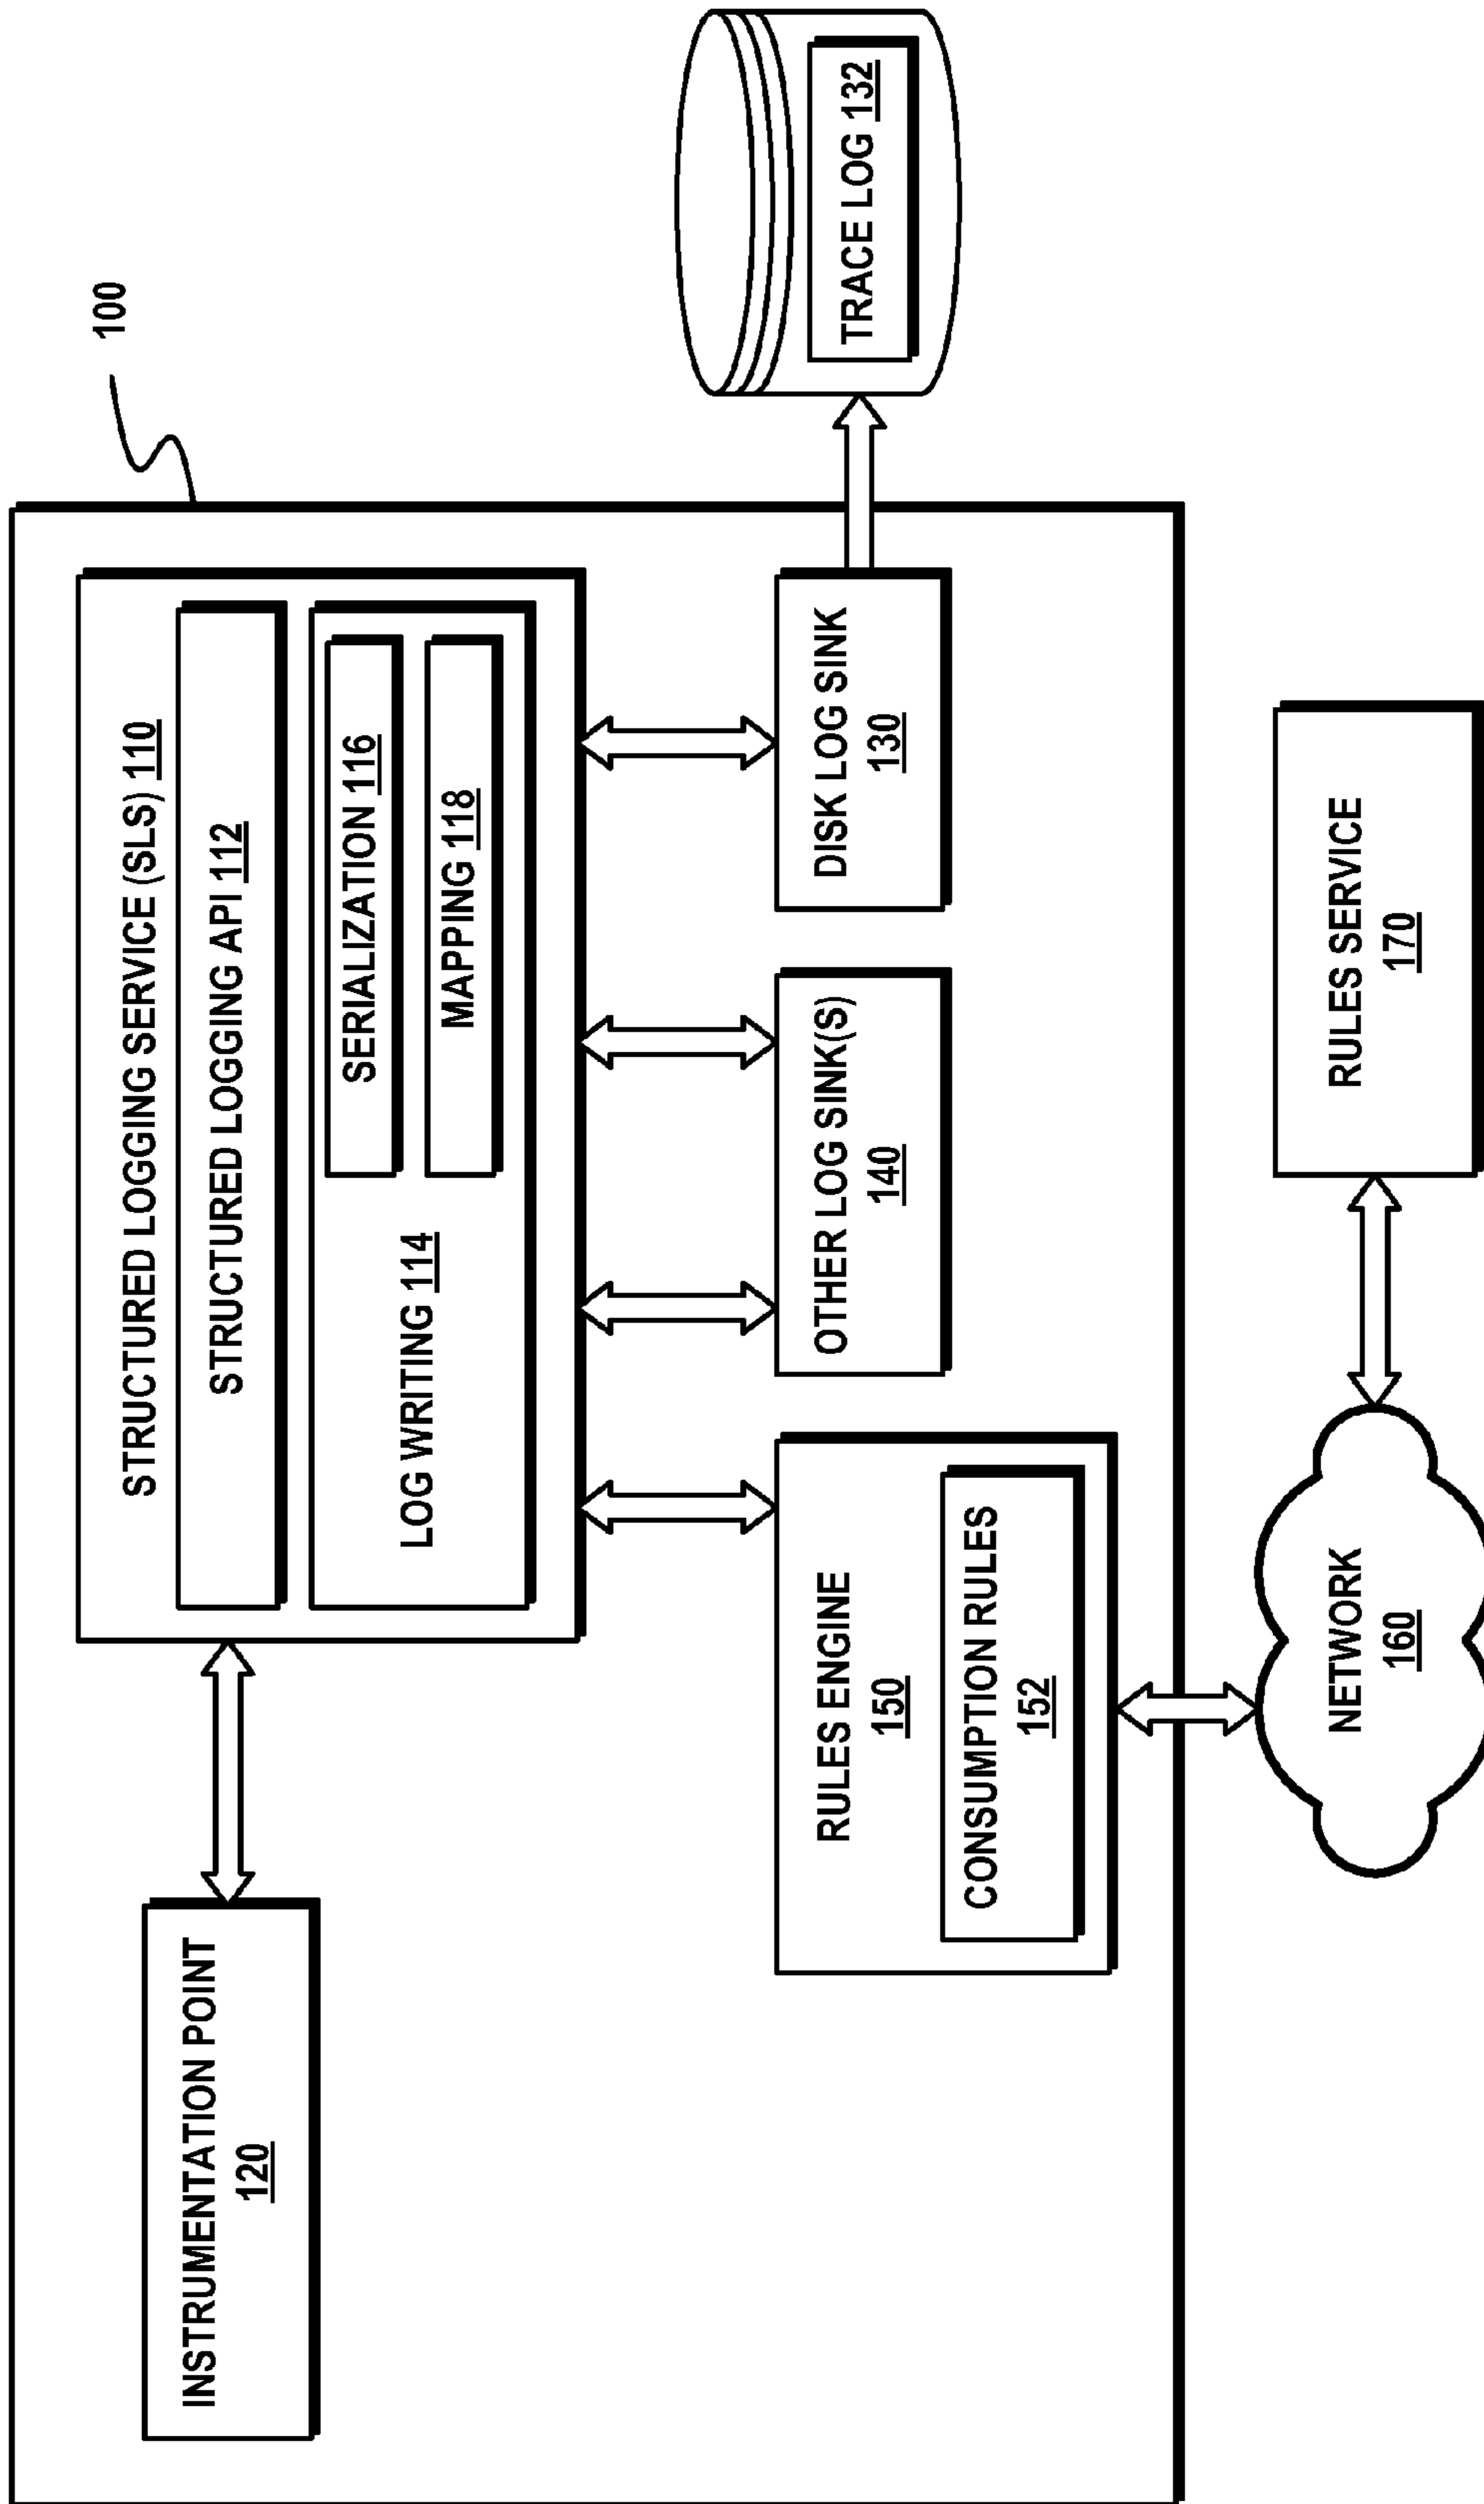 100
INSTRUMENTATION POINT
120
STRUCTURED LOGGING SERVICE (SLS) 110
STRUCTURED LOGGING API 112
LOG WRITING 114
SERIALIZATION 116
MAPPING 118
RULES ENGINE
150
CONSUMPTION RULES
152
OTHER LOG SINK(S)
140
DISK LOG SINK
130
TRACE LOG 132
NETWORK
160
RULES SERVICE
170